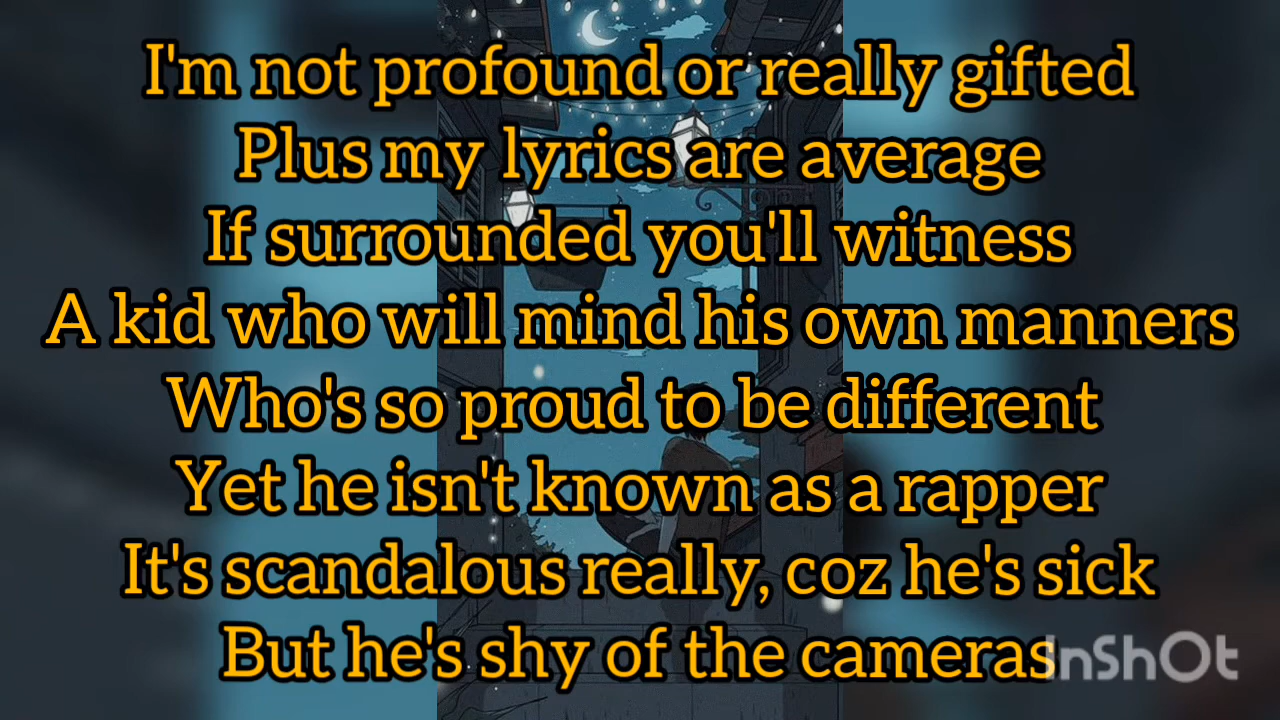 I'm not profound or really gifted
Plus my lyrics are average
If surrounded you'll witness
A kid who will mind his own manners
Who's so proud to be different
Yet he isn't known as a rapper
It's scandalous really, coz he's sick
But he's shy of the cameras
InShOt